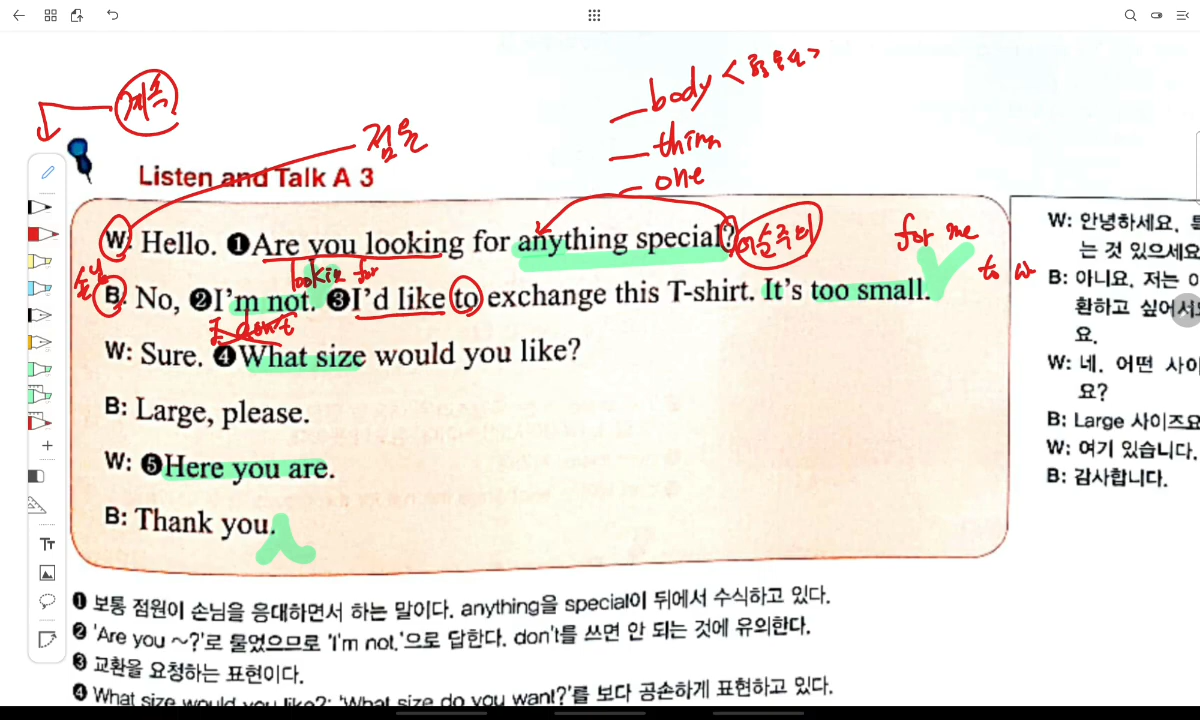 body
thin
one
점원
Listen and Talk A 3
W: Hello. ❶Are you looking for anything special?
어순주의
for me
to w
lookin for
손님
B: No, ❷I'm not. ❸I'd like to exchange this T-shirt. It's too small.
I don't
W: Sure. ❹What size would you like?
B: Large, please.
W: ❺Here you are.
B: Thank you.
W: 안녕하세요, 특
는 것 있으세요
B: 아니요. 저는 이
환하고 싶어서요
요.
W: 네. 어떤 사이
요?
B: Large 사이즈요
W: 여기 있습니다.
B: 감사합니다.
❶ 보통 점원이 손님을 응대하면서 하는 말이다. anything을 special이 뒤에서 수식하고 있다.
❷ 'Are you ~?'로 물었으므로 'I'm not.'으로 답한다. don't를 쓰면 안 되는 것에 유의한다.
❸ 교환을 요청하는 표현이다.
❹ What size would you like?: 'What size do you want?'를 보다 공손하게 표현하고 있다.
Tт